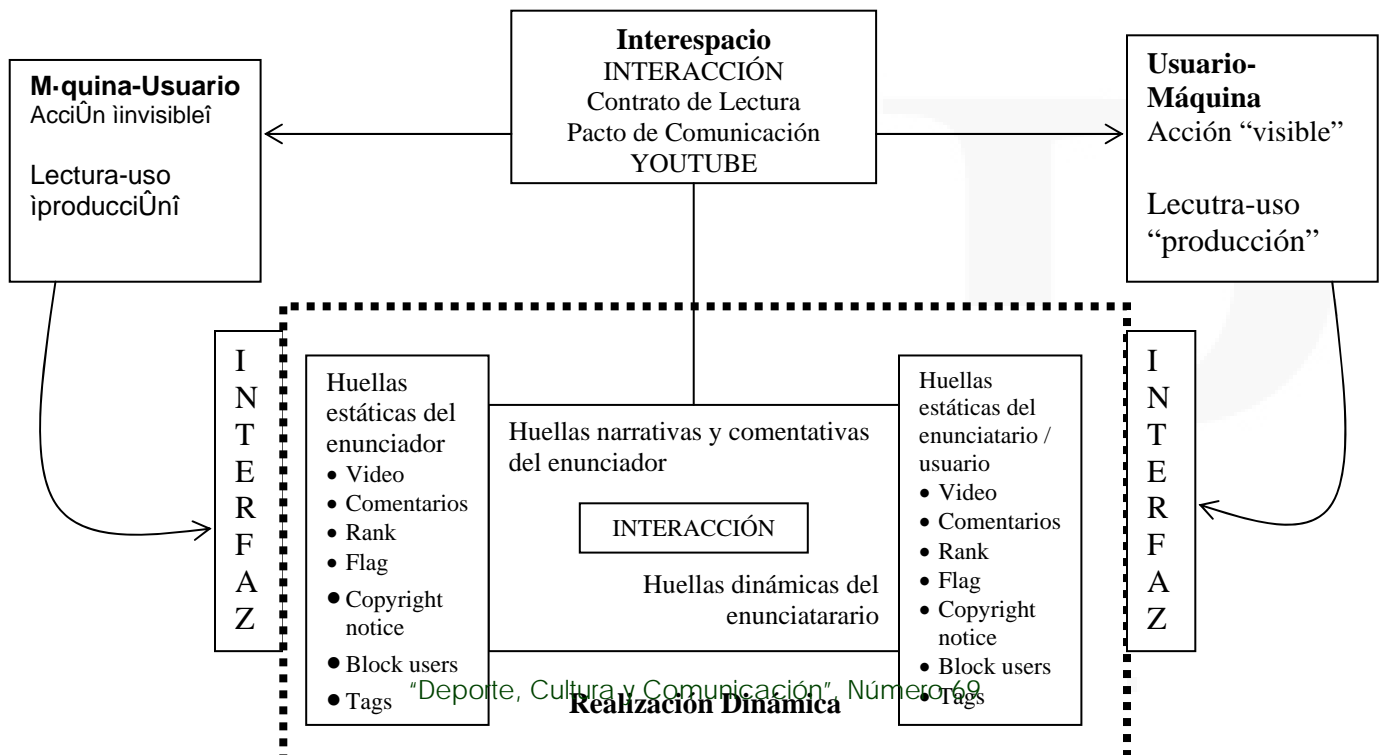 Interespacio
INTERACCIÓN
Contrato de Lectura
Pacto de Comunicación
YOUTUBE
M·quina-Usuario
AcciÛn ìinvisibleî
Lectura-uso
ìproducciÛnî
Usuario-
Máquina
Acción “visible”
Lecutra-uso
“producción”
I
N
T
E
R
F
A
Z
Huellas
estáticas del
enunciador
• Video
• Comentarios
• Rank
• Flag
• Copyright
notice
• Block users
• Tags
Huellas narrativas y comentativas
del enunciador
INTERACCIÓN
Huellas dinámicas del
enunciatarario
Huellas
estáticas del
enunciatario /
usuario
• Video
• Comentarios
• Rank
• Flag
• Copyright
notice
• Block users
• Tags
I
N
T
E
R
F
A
Z
“Deporte, Cultura y Comunicación”, Número 69
Realización Dinámica